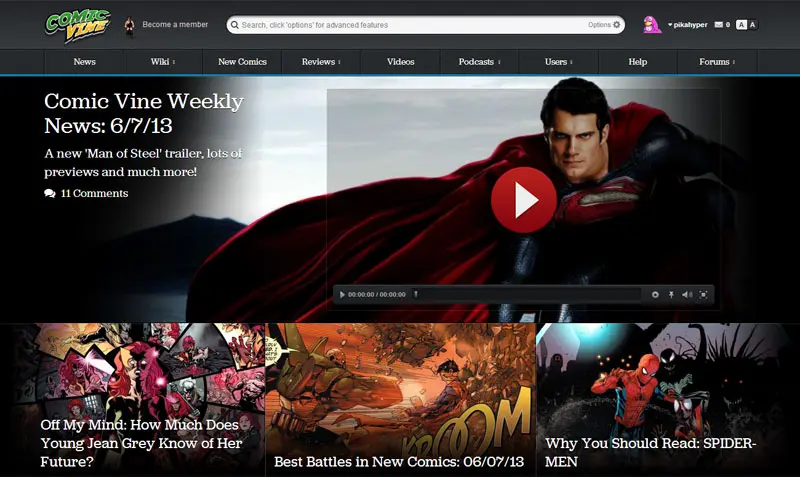 COMIC VINE
Become a member
Search, click 'options' for advanced features
Options
pikahyper
0
A A
News
Wiki
New Comics
Reviews
Videos
Podcasts
Users
Help
Forums
Comic Vine Weekly
News: 6/7/13
A new 'Man of Steel' trailer, lots of
previews and much more!
11 Comments
00:00:00 / 00:00:00
Off My Mind: How Much Does
Young Jean Grey Know of Her
Future?
Best Battles in New Comics: 06/07/13
Why You Should Read: SPIDER-
MEN